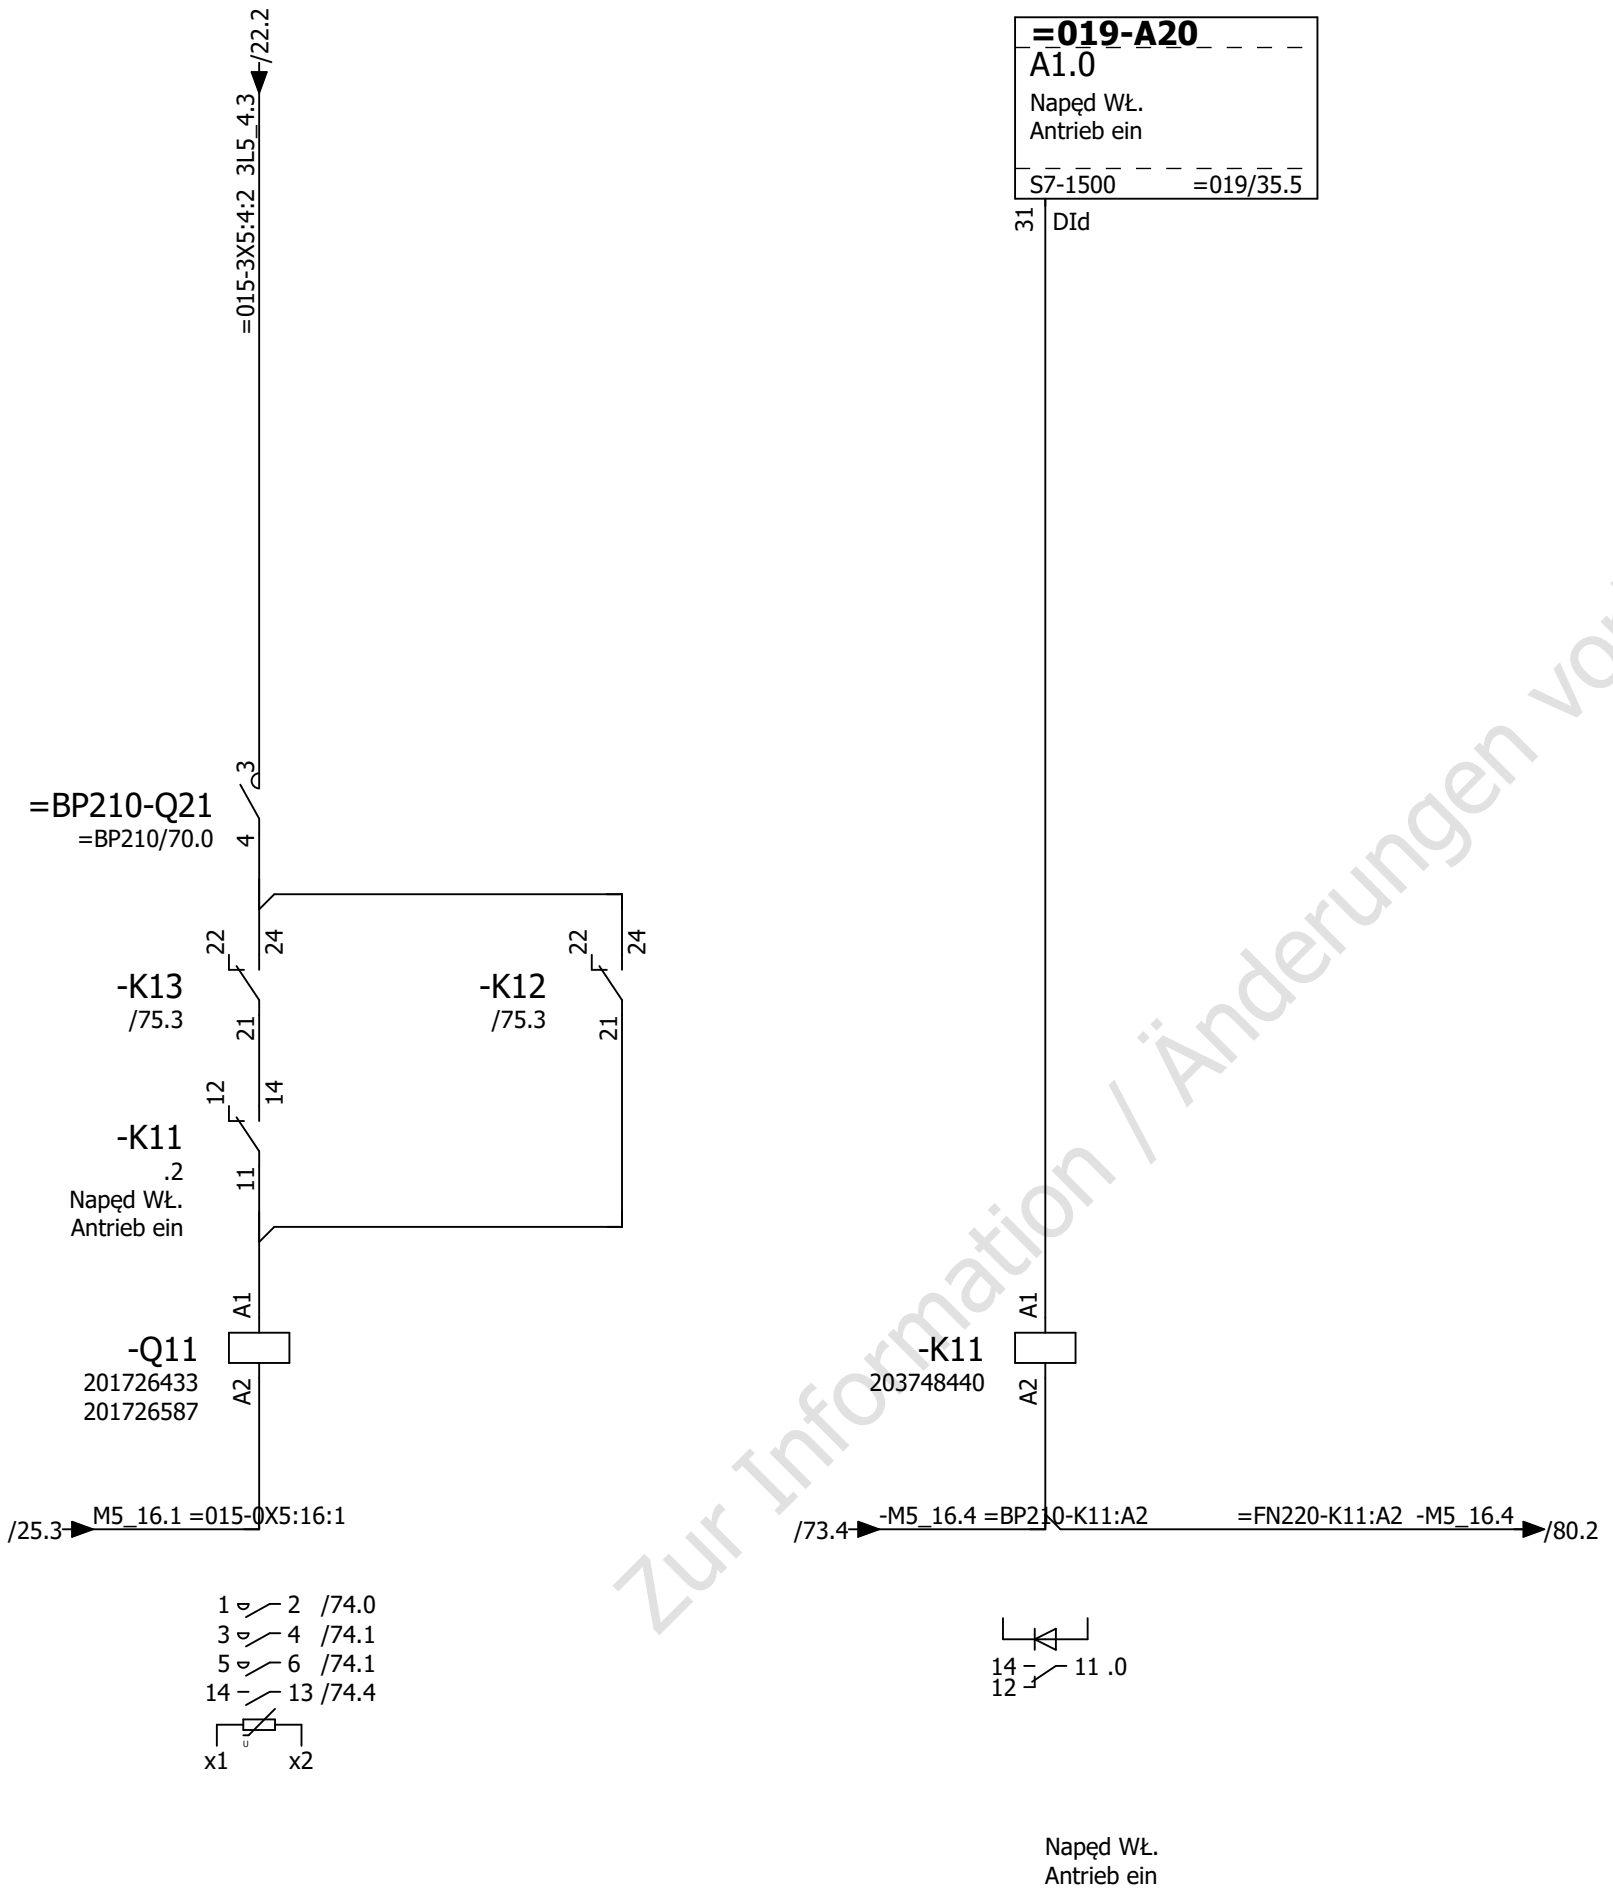 /22.2
=015-3X5:4:2 3L5_4.3
=019-A20
A1.0
Napęd WŁ.
Antrieb ein
S7-1500 =019/35.5
31 DId
3
=BP210-Q21
=BP210/70.0
4
22 24
-K13
/75.3
21
22 24
-K12
/75.3
21
12 14
-K11
.2
11
Napęd WŁ.
Antrieb ein
A1
-Q11
201726433
201726587
A2
A1
-K11
203748440
A2
/25.3 M5_16.1 =015-0X5:16:1
/73.4 -M5_16.4 =BP210-K11:A2 =FN220-K11:A2 -M5_16.4 /80.2
1 2 /74.0
3 4 /74.1
5 6 /74.1
14 13 /74.4
U
x1 x2
14 11 .0
12
Napęd WŁ.
Antrieb ein
Zur Information / Änderungen vor